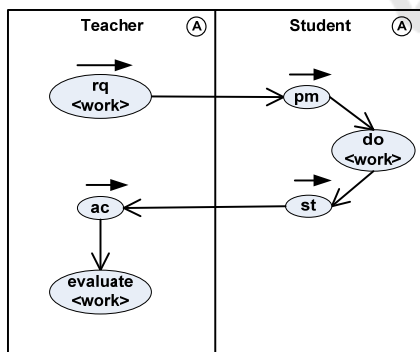 Teacher A
Student A
rq
<work>
pm
do
<work>
st
ac
evaluate
<work>